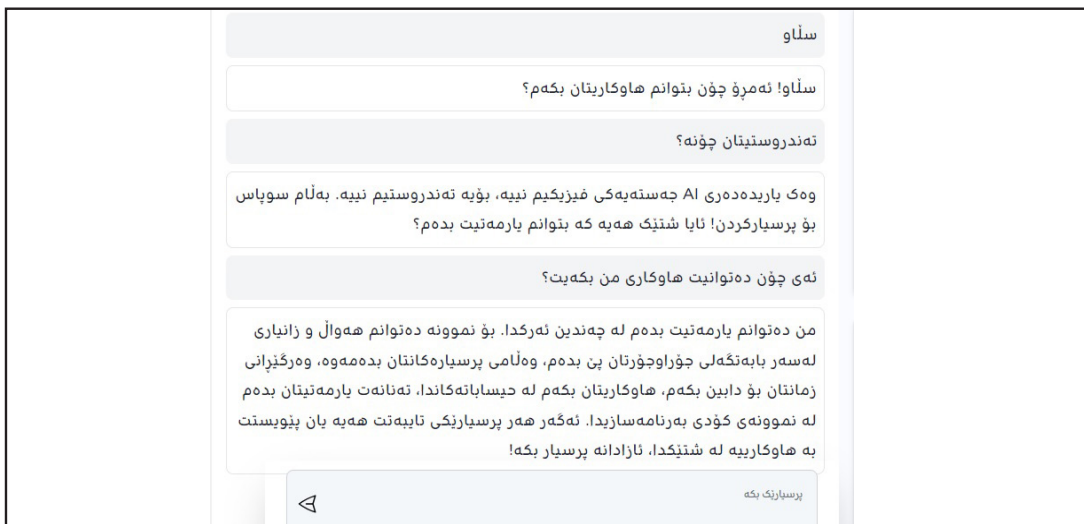 سڵاو
سڵاو! ئەمڕۆ چۆن بتوانم هاوکاریتان بکەم؟
تەندروستیتان چۆنە؟
وەک یاریدەدەری AI جەستەیەکی فیزیکیم نییە، بۆیە تەندروستیم نییە. بەڵام سوپاس
بۆ پرسیارکردن! ئایا شتێک هەیە کە بتوانم یارمەتیت بدەم؟
ئەی چۆن دەتوانیت هاوکاری من بکەیت؟
من دەتوانم یارمەتیت بدەم لە چەندین ئەرکدا. بۆ نموونە دەتوانم هەواڵ و زانیاری
لەسەر بابەتگەلی جۆراوجۆرتان پێ بدەم، وەڵامی پرسیارەکانتان بدەمەوە، وەرگێڕانی
زمانتان بۆ دابین بکەم، هاوکاریتان بکەم لە حیساباتەکاندا، تەنانەت یارمەتیتان بدەم
لە نموونەی کۆدی بەرنامەسازیدا. ئەگەر هەر پرسیارێکی تایبەتت هەیە یان پێویستت
بە هاوکارییە لە شتێکدا، ئازادانە پرسیار بکە!
پرسیارێک بکە